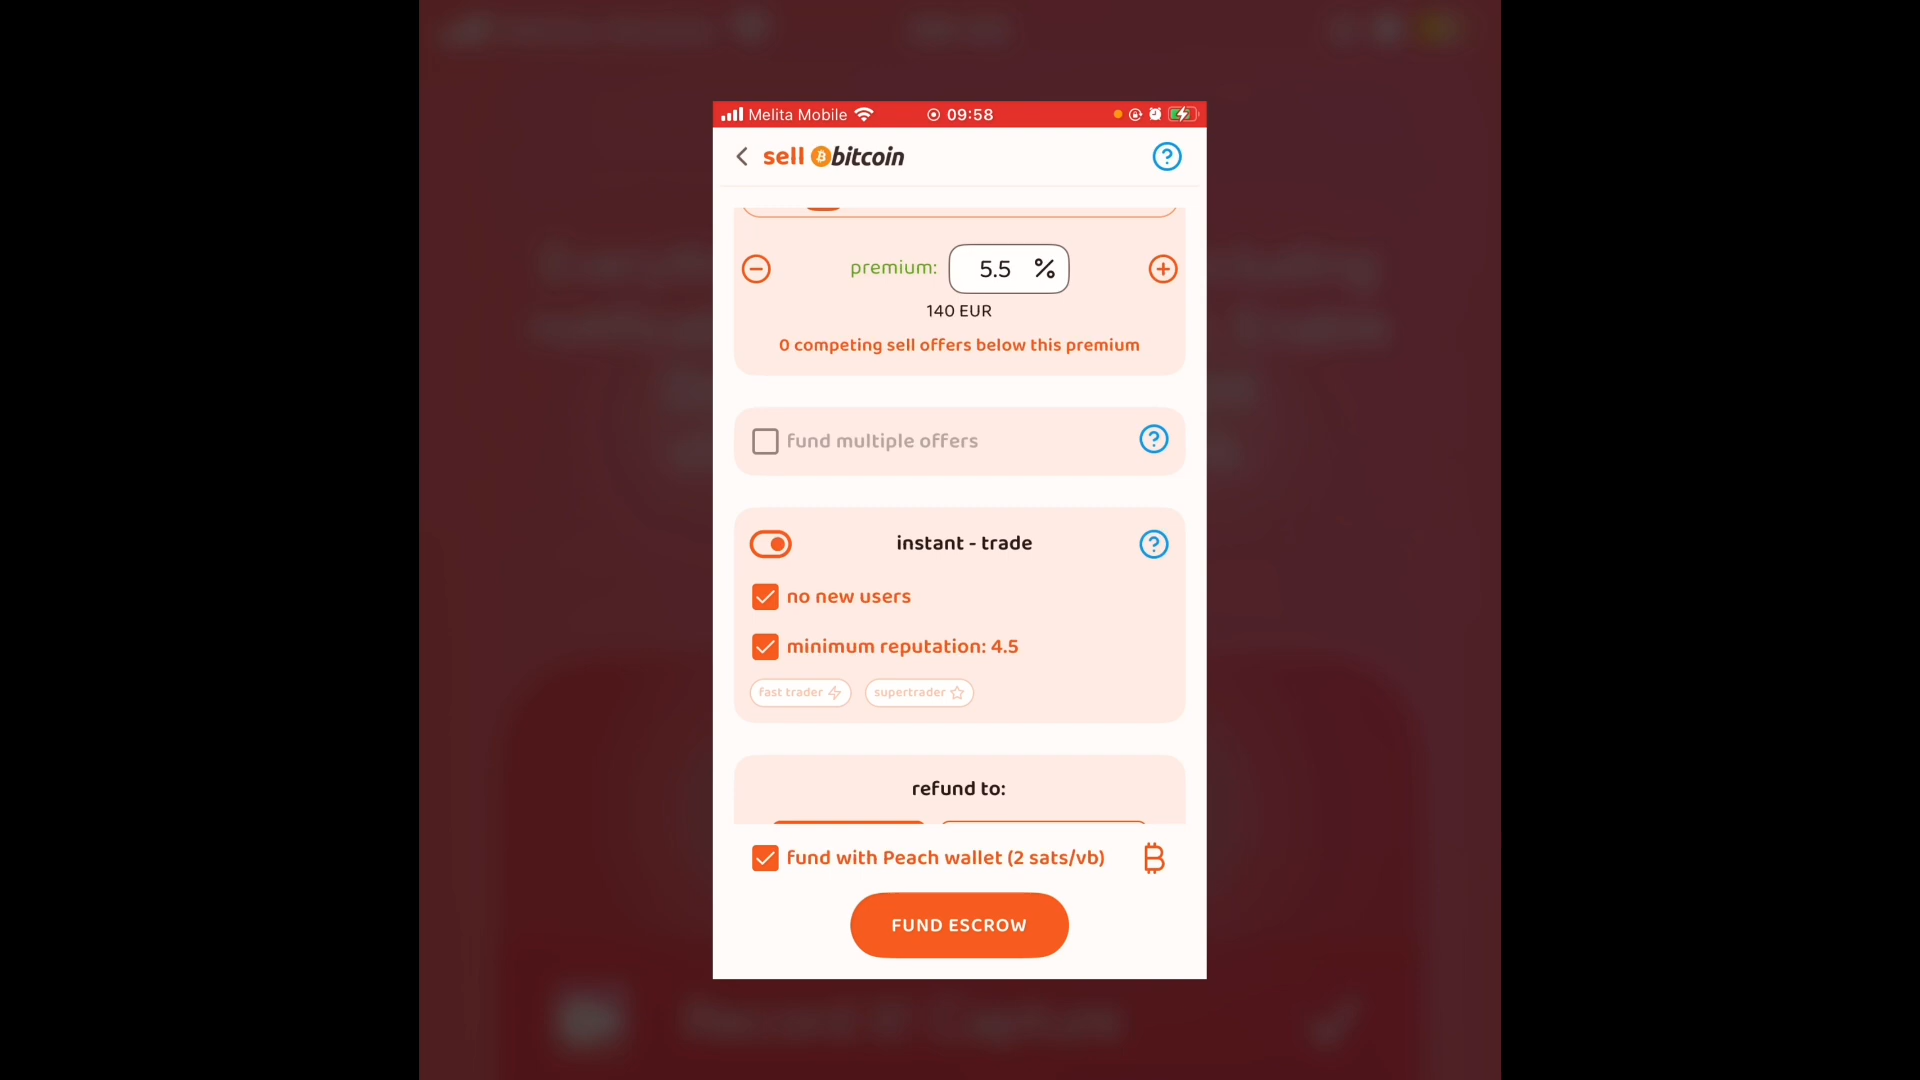 Melita Mobile 09:58
sell bitcoin
premium: 5.5 %
140 EUR
0 competing sell offers below this premium
fund multiple offers
instant - trade
no new users
minimum reputation: 4.5
fast trader supertrader
refund to:
fund with Peach wallet (2 sats/vb)
FUND ESCROW